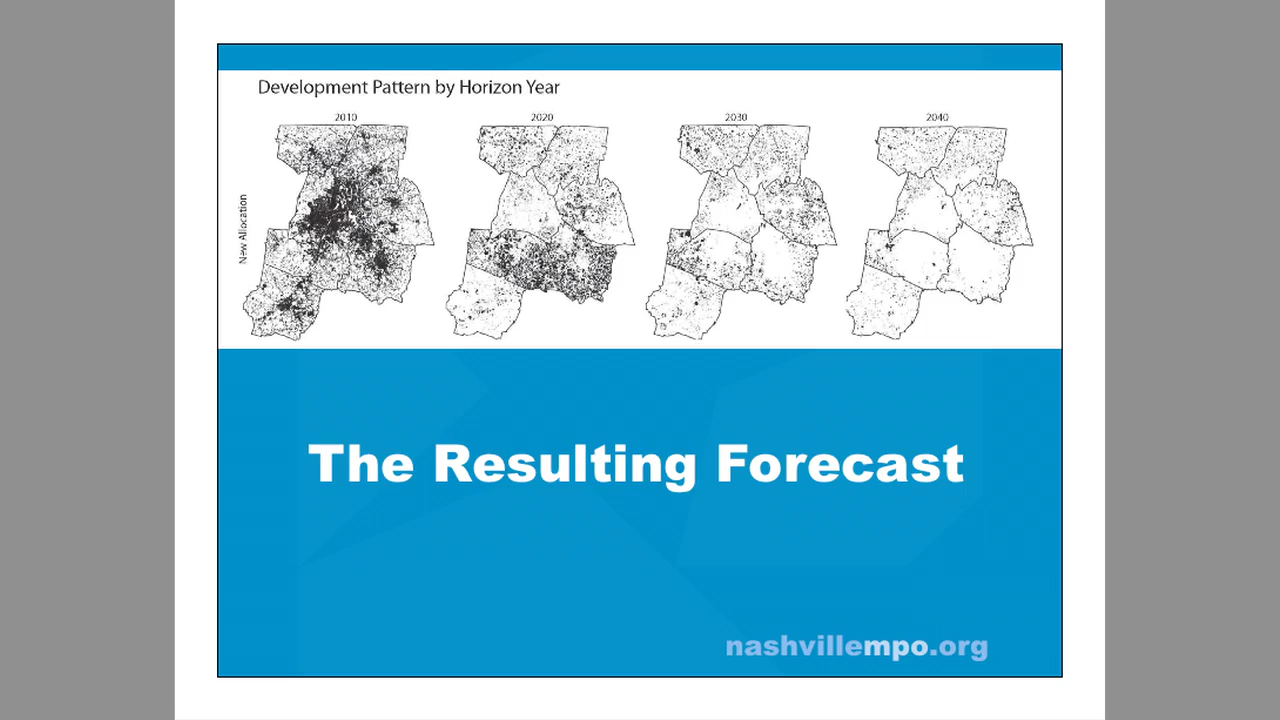 Development Pattern by Horizon Year
2010 2020 2030 2040
New Allocation
The Resulting Forecast
nashvillempo.org